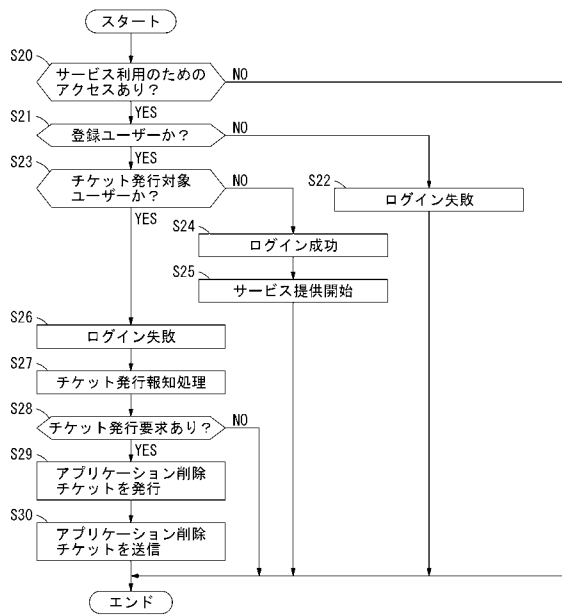 スタート
S20
サービス利用のための
アクセスあり？
NO
YES
S21
登録ユーザーか？
NO
YES
S23
チケット発行対象
ユーザーか？
NO
YES
S22
ログイン失敗
S24
ログイン成功
S25
サービス提供開始
S26
ログイン失敗
S27
チケット発行報知処理
S28
チケット発行要求あり？
NO
YES
S29
アプリケーション削除
チケットを発行
S30
アプリケーション削除
チケットを送信
エンド